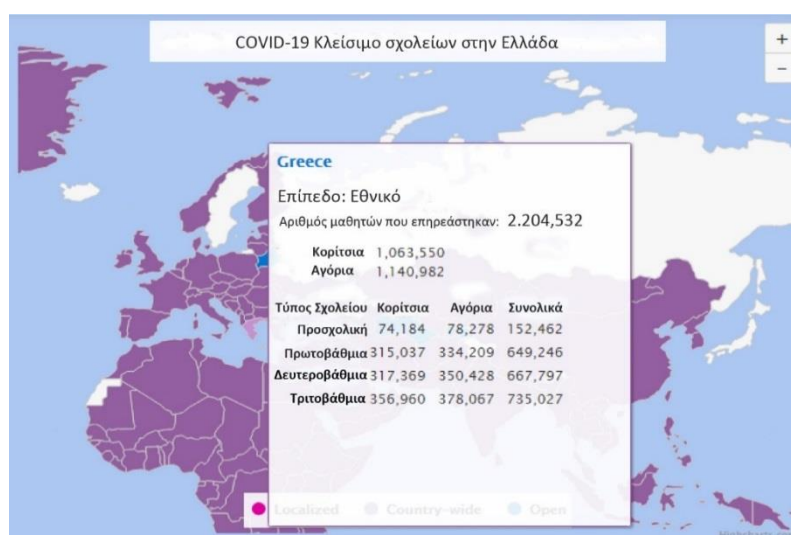 COVID-19 Κλείσιμο σχολείων στην Ελλάδα
+
−
Greece
Επίπεδο: Εθνικό
Αριθμός μαθητών που επηρεάστηκαν: 2.204,532
Κορίτσια 1,063,550
Αγόρια 1,140,982
Τύπος Σχολείου Κορίτσια Αγόρια Συνολικά
Προσχολική 74,184 78,278 152,462
Πρωτοβάθμια 315,037 334,209 649,246
Δευτεροβάθμια 317,369 350,428 667,797
Τριτοβάθμια 356,960 378,067 735,027
Localized Country-wide Open